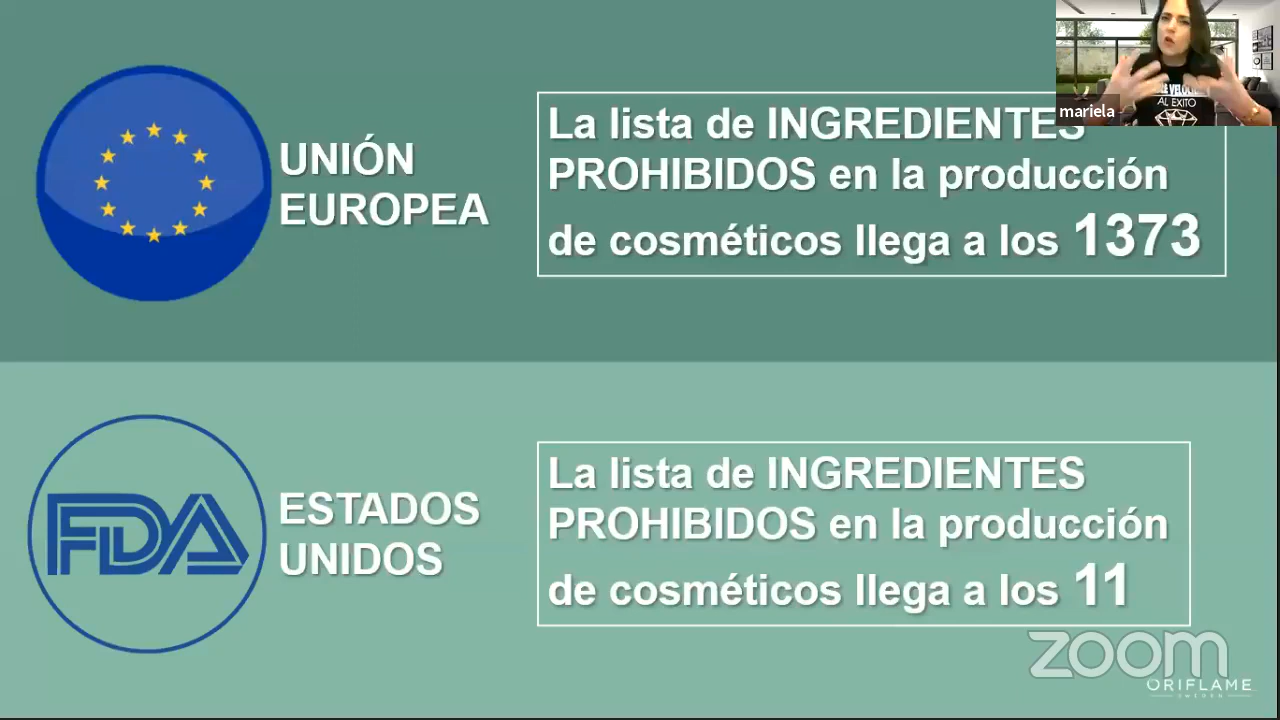 UNIÓN
EUROPEA
La lista de INGREDIENTES
PROHIBIDOS en la producción
de cosméticos llega a los 1373
mariela
AL EXITO
FDA
ESTADOS
UNIDOS
La lista de INGREDIENTES
PROHIBIDOS en la producción
de cosméticos llega a los 11
zoom
ORIFLAME
SWEDEN